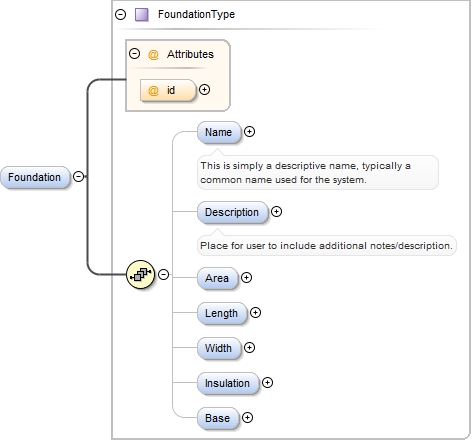 FoundationType
@ Attributes
@ id
Name
This is simply a descriptive name, typically a
common name used for the system.
Foundation
Description
Place for user to include additional notes/description.
Area
Length
Width
Insulation
Base